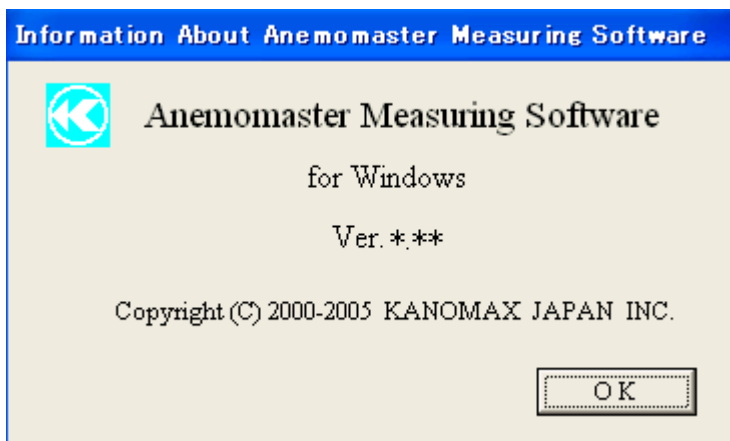 Information About Anemomaster Measuring Software
Anemomaster Measuring Software
for Windows
Ver. *.**
Copyright (C) 2000-2005 KANOMAX JAPAN INC.
OK